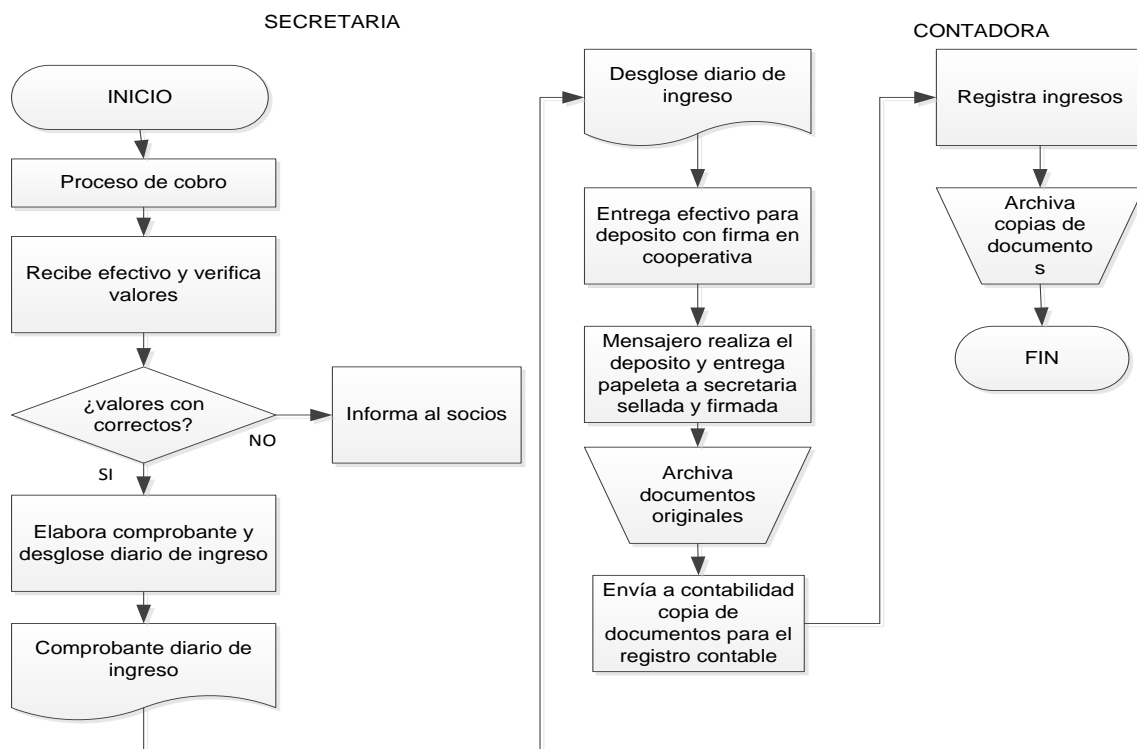 SECRETARIA
INICIO
Proceso de cobro
Recibe efectivo y verifica
valores
¿valores con
correctos?
NO
SI
Informa al socios
Elabora comprobante y
desglose diario de ingreso
Comprobante diario de
ingreso
Desglose diario de
ingreso
Entrega efectivo para
deposito con firma en
cooperativa
Mensajero realiza el
deposito y entrega
papeleta a secretaria
sellada y firmada
Archiva
documentos
originales
Envía a contabilidad
copia de
documentos para el
registro contable
CONTADORA
Registra ingresos
Archiva
copias de
documento
s
FIN